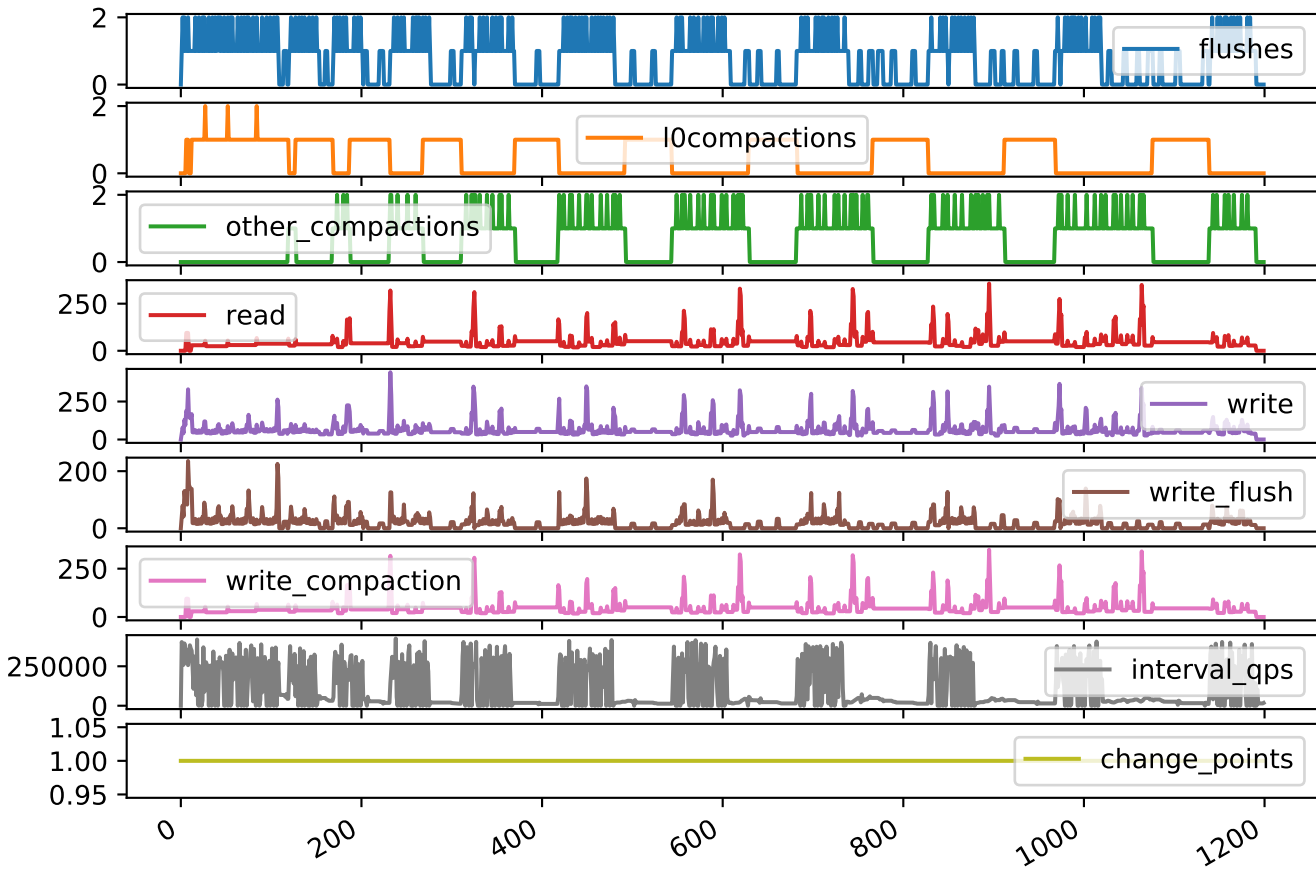 2
0
flushes
2
0
l0compactions
2
0
other_compactions
250
0
read
250
0
write
200
0
write_flush
250
0
write_compaction
250000
0
interval_qps
1.05
1.00
0.95
change_points
0 200 400 600 800 1000 1200